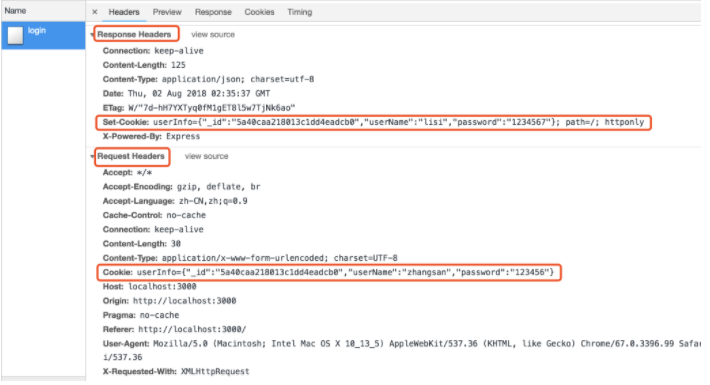 Name
× Headers Preview Response Cookies Timing
login
▼ Response Headers view source
Connection: keep-alive
Content-Length: 125
Content-Type: application/json; charset=utf-8
Date: Thu, 02 Aug 2018 02:35:37 GMT
ETag: W/"7d-hH7YXTyq0fM1gET8l5w7TjNk6ao"
Set-Cookie: userInfo={"_id":"5a40caa218013c1dd4eadcb0","userName":"lisi","password":"1234567"}; path=/; httponly
X-Powered-By: Express
▼ Request Headers view source
Accept: */*
Accept-Encoding: gzip, deflate, br
Accept-Language: zh-CN,zh;q=0.9
Cache-Control: no-cache
Connection: keep-alive
Content-Length: 30
Content-Type: application/x-www-form-urlencoded; charset=UTF-8
Cookie: userInfo={"_id":"5a40caa218013c1dd4eadcb0","userName":"zhangsan","password":"123456"}
Host: localhost:3000
Origin: http://localhost:3000
Pragma: no-cache
Referer: http://localhost:3000/
User-Agent: Mozilla/5.0 (Macintosh; Intel Mac OS X 10_13_5) AppleWebKit/537.36 (KHTML, like Gecko) Chrome/67.0.3396.99 Safar
i/537.36
X-Requested-With: XMLHttpRequest